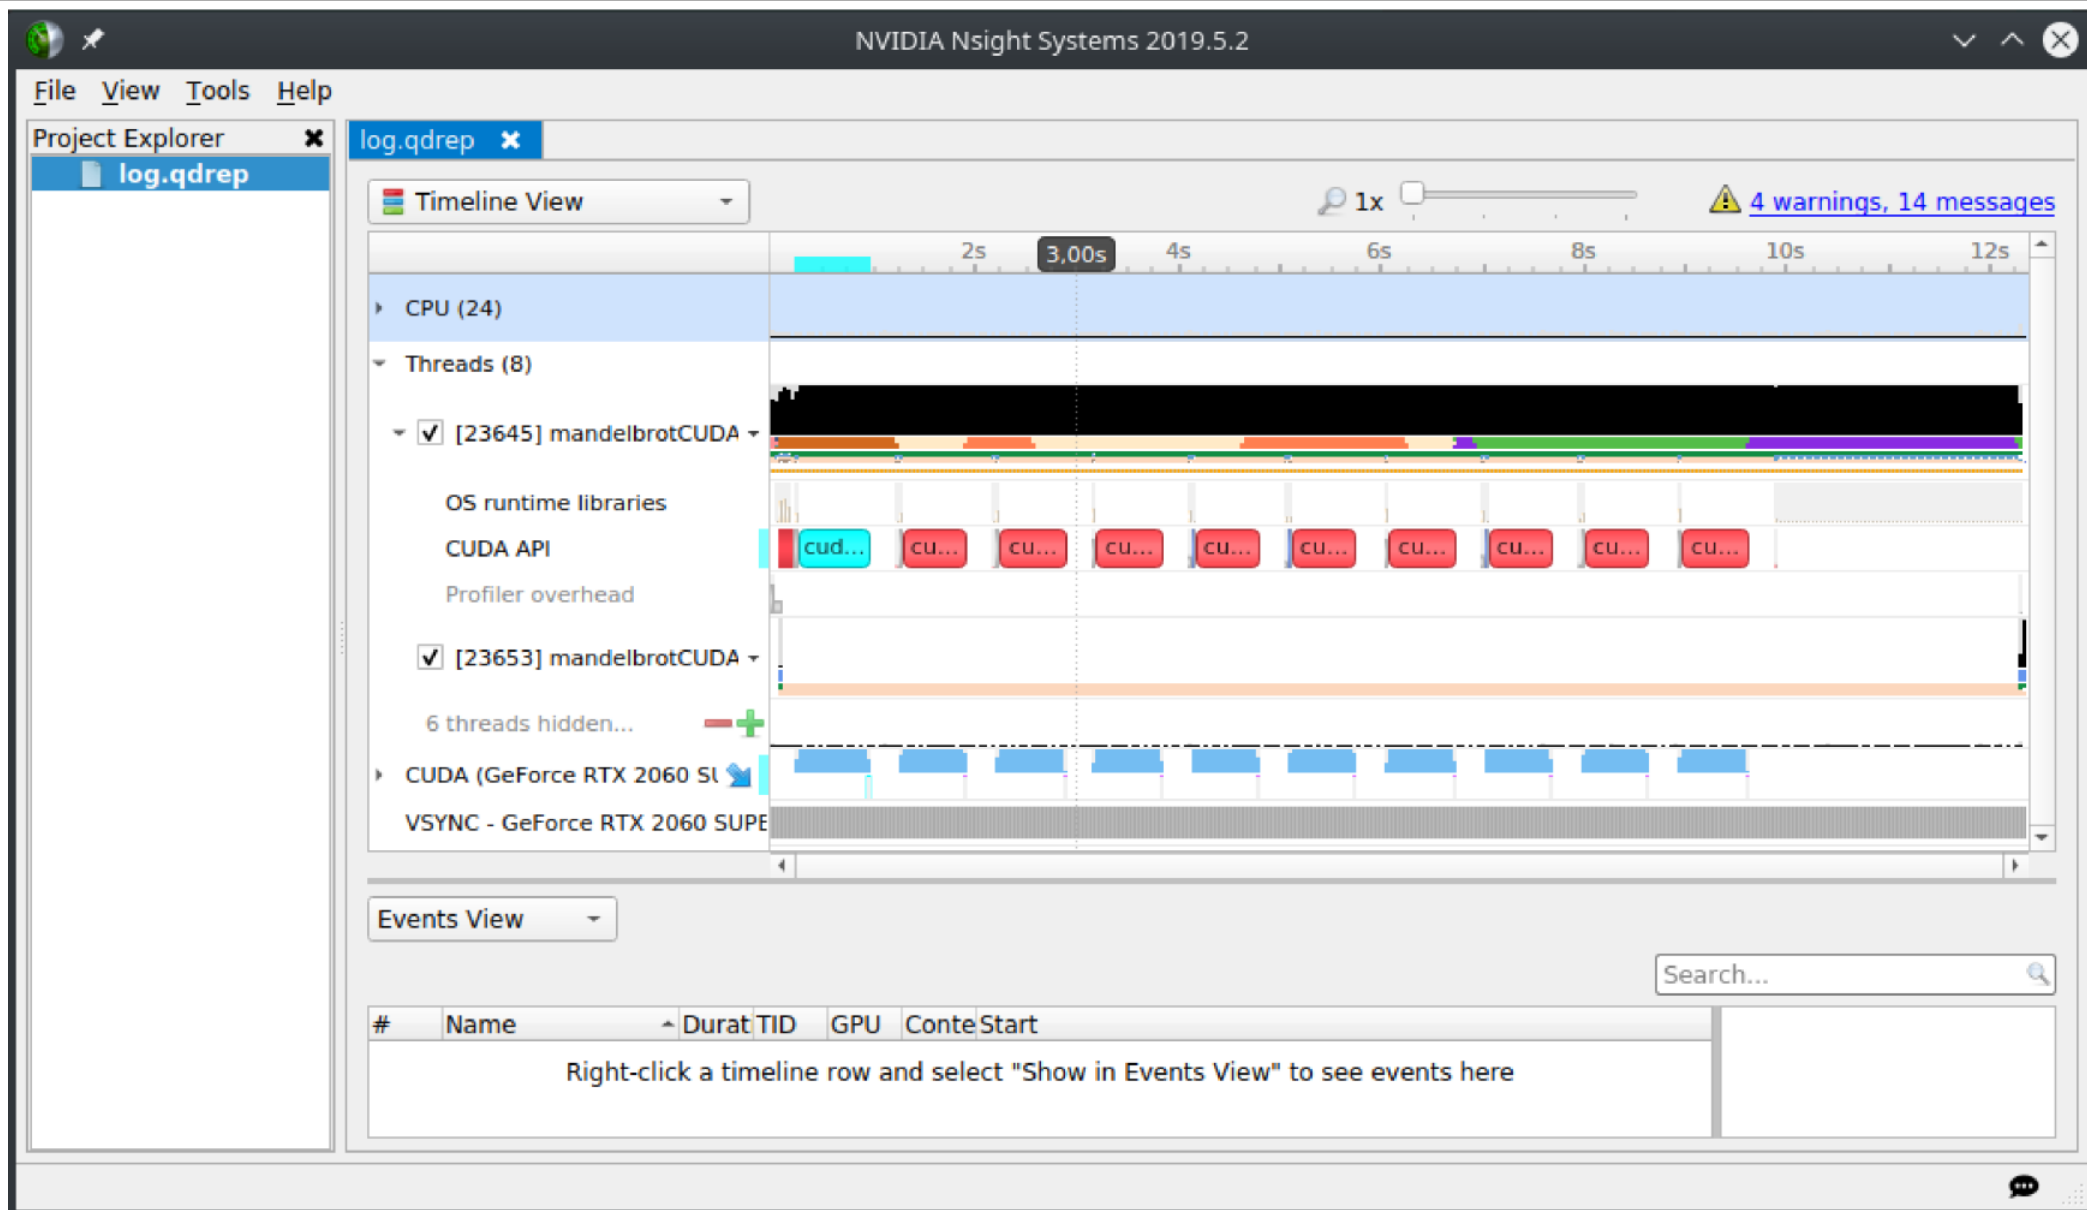 NVIDIA Nsight Systems 2019.5.2
File View Tools Help
Project Explorer
log.qdrep
log.qdrep
Timeline View
1x
4 warnings, 14 messages
2s 3,00s 4s 6s 8s 10s 12s
CPU (24)
Threads (8)
[23645] mandelbrotCUDA
OS runtime libraries
CUDA API
cud... cu... cu... cu... cu... cu... cu... cu... cu... cu...
Profiler overhead
[23653] mandelbrotCUDA
6 threads hidden...
CUDA (GeForce RTX 2060 SU
VSYNC - GeForce RTX 2060 SUPE
Events View
Search...
# Name Durat TID GPU Conte Start
Right-click a timeline row and select "Show in Events View" to see events here